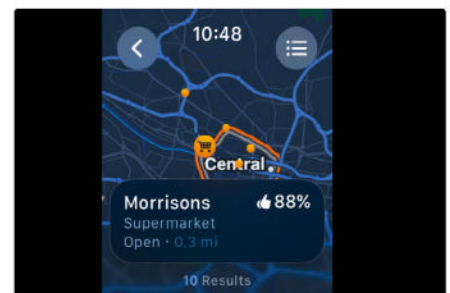 10:48
Central
Morrisons 88%
Supermarket
Open · 0.3 mi
10 Results